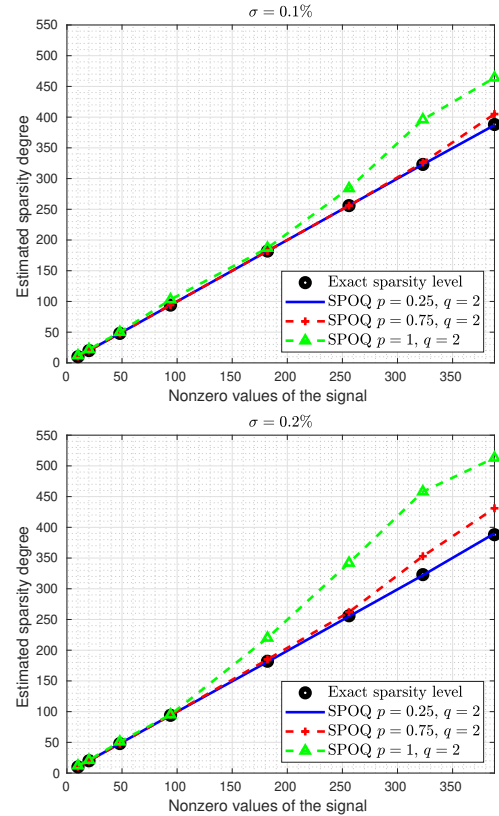 σ = 0.1%
550
500
450
400
350
300
250
200
150
100
50
0
Estimated sparsity degree
Exact sparsity level
SPOQ p = 0.25, q = 2
SPOQ p = 0.75, q = 2
SPOQ p = 1, q = 2
0 50 100 150 200 250 300 350
Nonzero values of the signal
σ = 0.2%
550
500
450
400
350
300
250
200
150
100
50
0
Estimated sparsity degree
Exact sparsity level
SPOQ p = 0.25, q = 2
SPOQ p = 0.75, q = 2
SPOQ p = 1, q = 2
0 50 100 150 200 250 300 350
Nonzero values of the signal